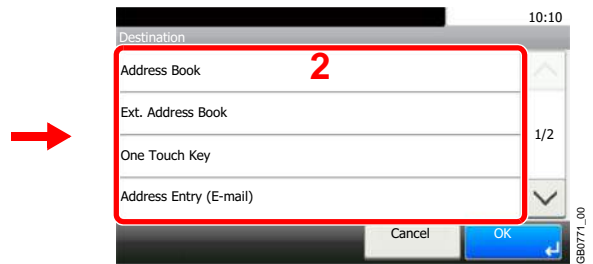 10:10
Destination
Address Book
2
Ext. Address Book
1/2
One Touch Key
Address Entry (E-mail)
Cancel
OK
GB0771_00